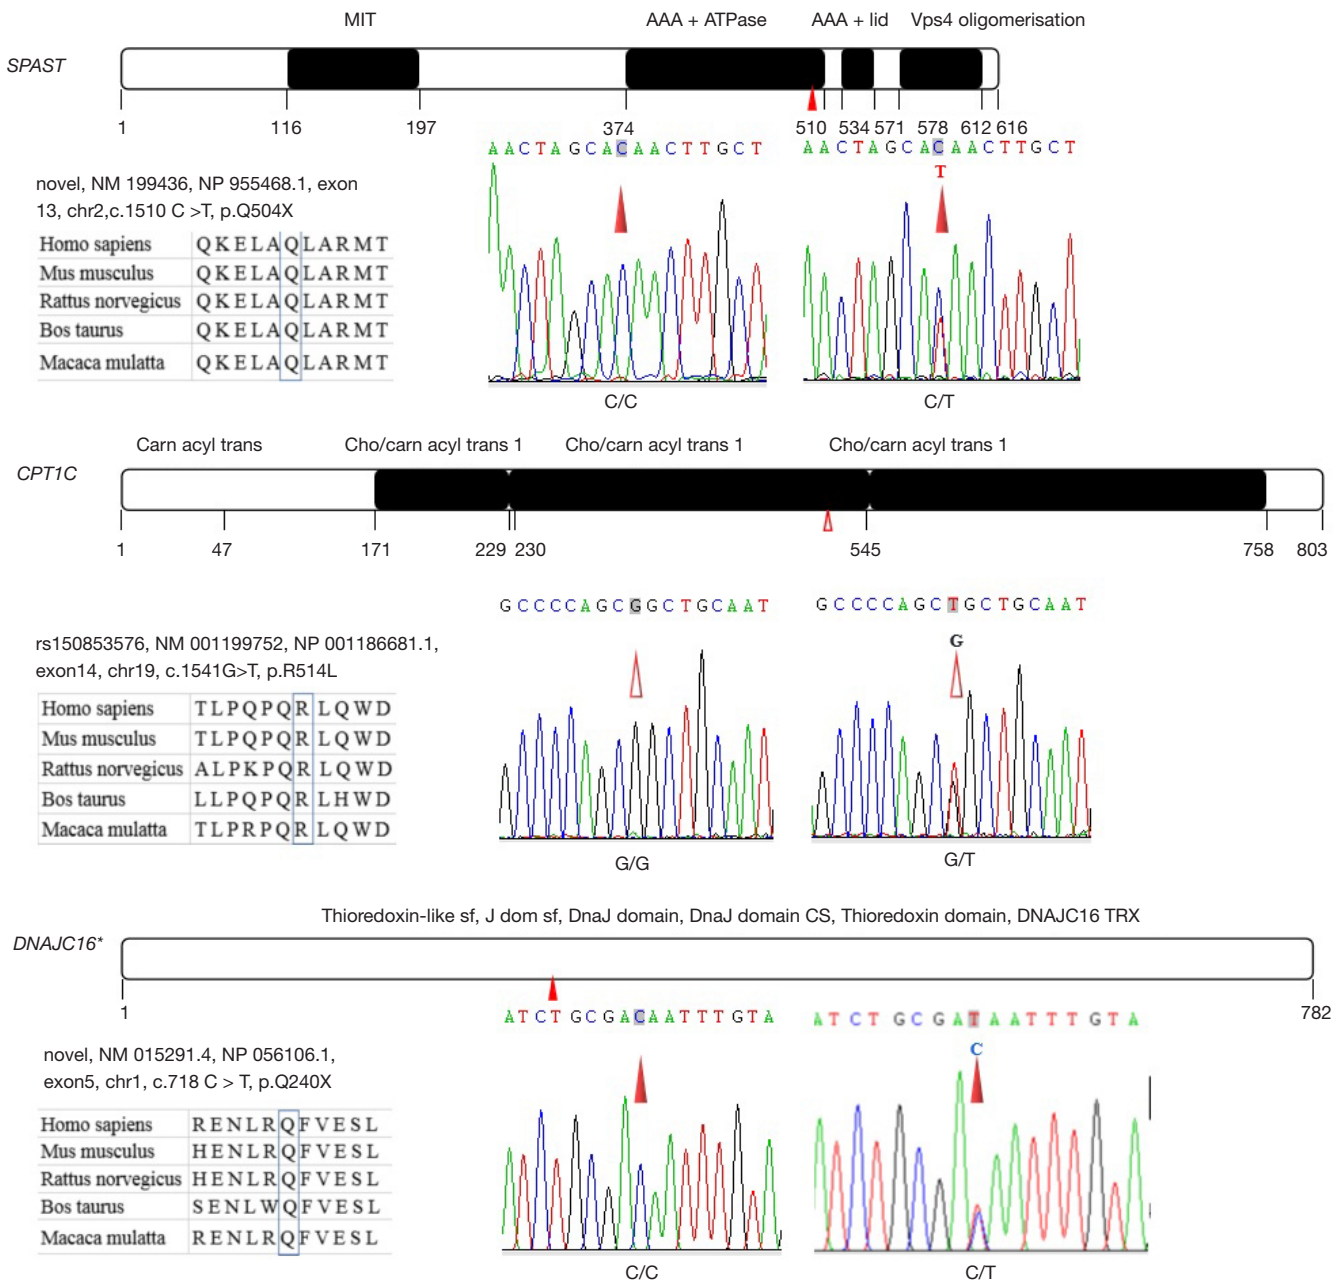 MIT AAA + ATPase AAA + lid Vps4 oligomerisation
SPAST
1 116 197 374 510 534 571 578 612 616
AACTAGCACAACTTGCT AACTAGCACAACTTGCT
T
novel, NM 199436, NP 955468.1, exon
13, chr2,c.1510 C >T, p.Q504X
Homo sapiens QKELAQLARMT
Mus musculus QKELAQLARMT
Rattus norvegicus QKELAQLARMT
Bos taurus QKELAQLARMT
Macaca mulatta QKELAQLARMT
C/C C/T
Carn acyl trans Cho/carn acyl trans 1 Cho/carn acyl trans 1 Cho/carn acyl trans 1
CPT1C
1 47 171 229 230 545 758 803
GCCCCAGCGGCTGCAAT GCCCCAGCTGCTGCAAT
G
rs150853576, NM 001199752, NP 001186681.1,
exon14, chr19, c.1541G>T, p.R514L
Homo sapiens TLPQPQRLQWD
Mus musculus TLPQPQRLQWD
Rattus norvegicus ALPKPQRLQWD
Bos taurus LLPQPQRLHWD
Macaca mulatta TLPRPQRLQWD
G/G G/T
Thioredoxin-like sf, J dom sf, DnaJ domain, DnaJ domain CS, Thioredoxin domain, DNAJC16 TRX
DNAJC16*
1 782
ATCTGCGACAATTTGTA ATCTGCGATAATTTGTA
C
novel, NM 015291.4, NP 056106.1,
exon5, chr1, c.718 C > T, p.Q240X
Homo sapiens RENLRQFVESL
Mus musculus HENLRQFVESL
Rattus norvegicus HENLRQFVESL
Bos taurus SENLWQFVESL
Macaca mulatta RENLRQFVESL
C/C C/T